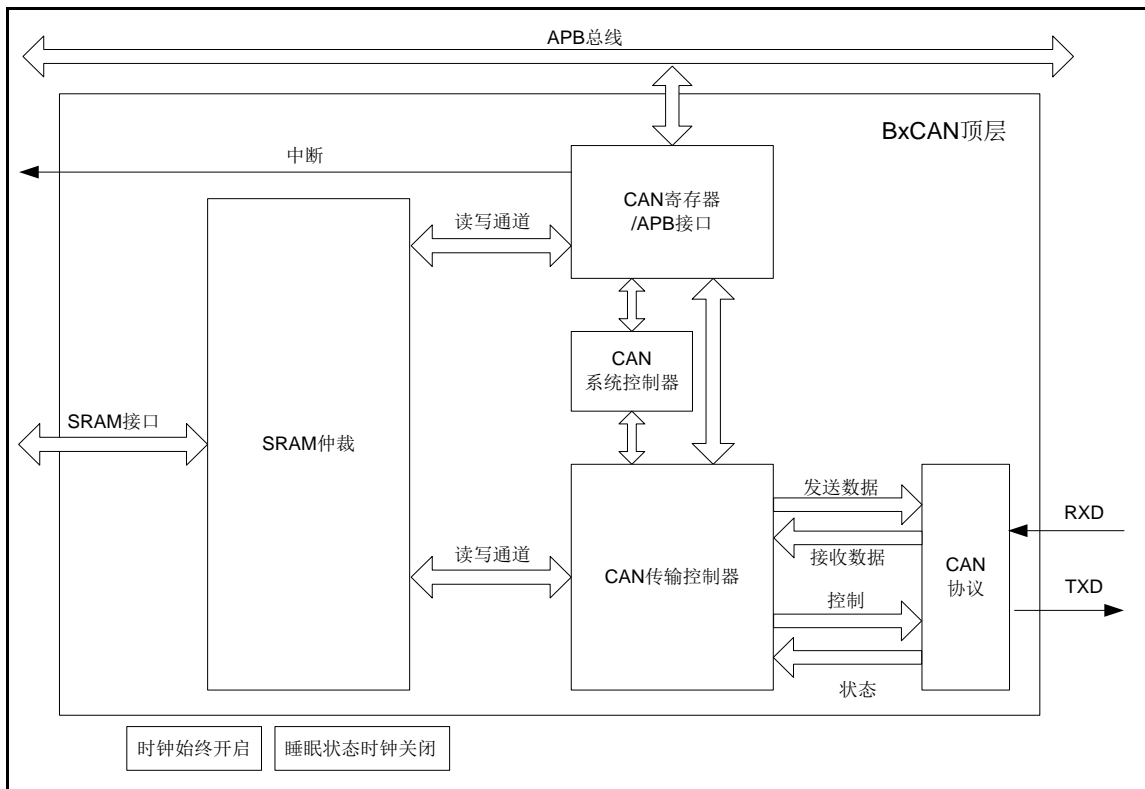 APB总线
BxCAN顶层
中断
CAN寄存器
/APB接口
读写通道
CAN
系统控制器
SRAM接口
SRAM仲裁
发送数据
RXD
接收数据
读写通道
CAN传输控制器
CAN
协议
TXD
控制
状态
时钟始终开启
睡眠状态时钟关闭